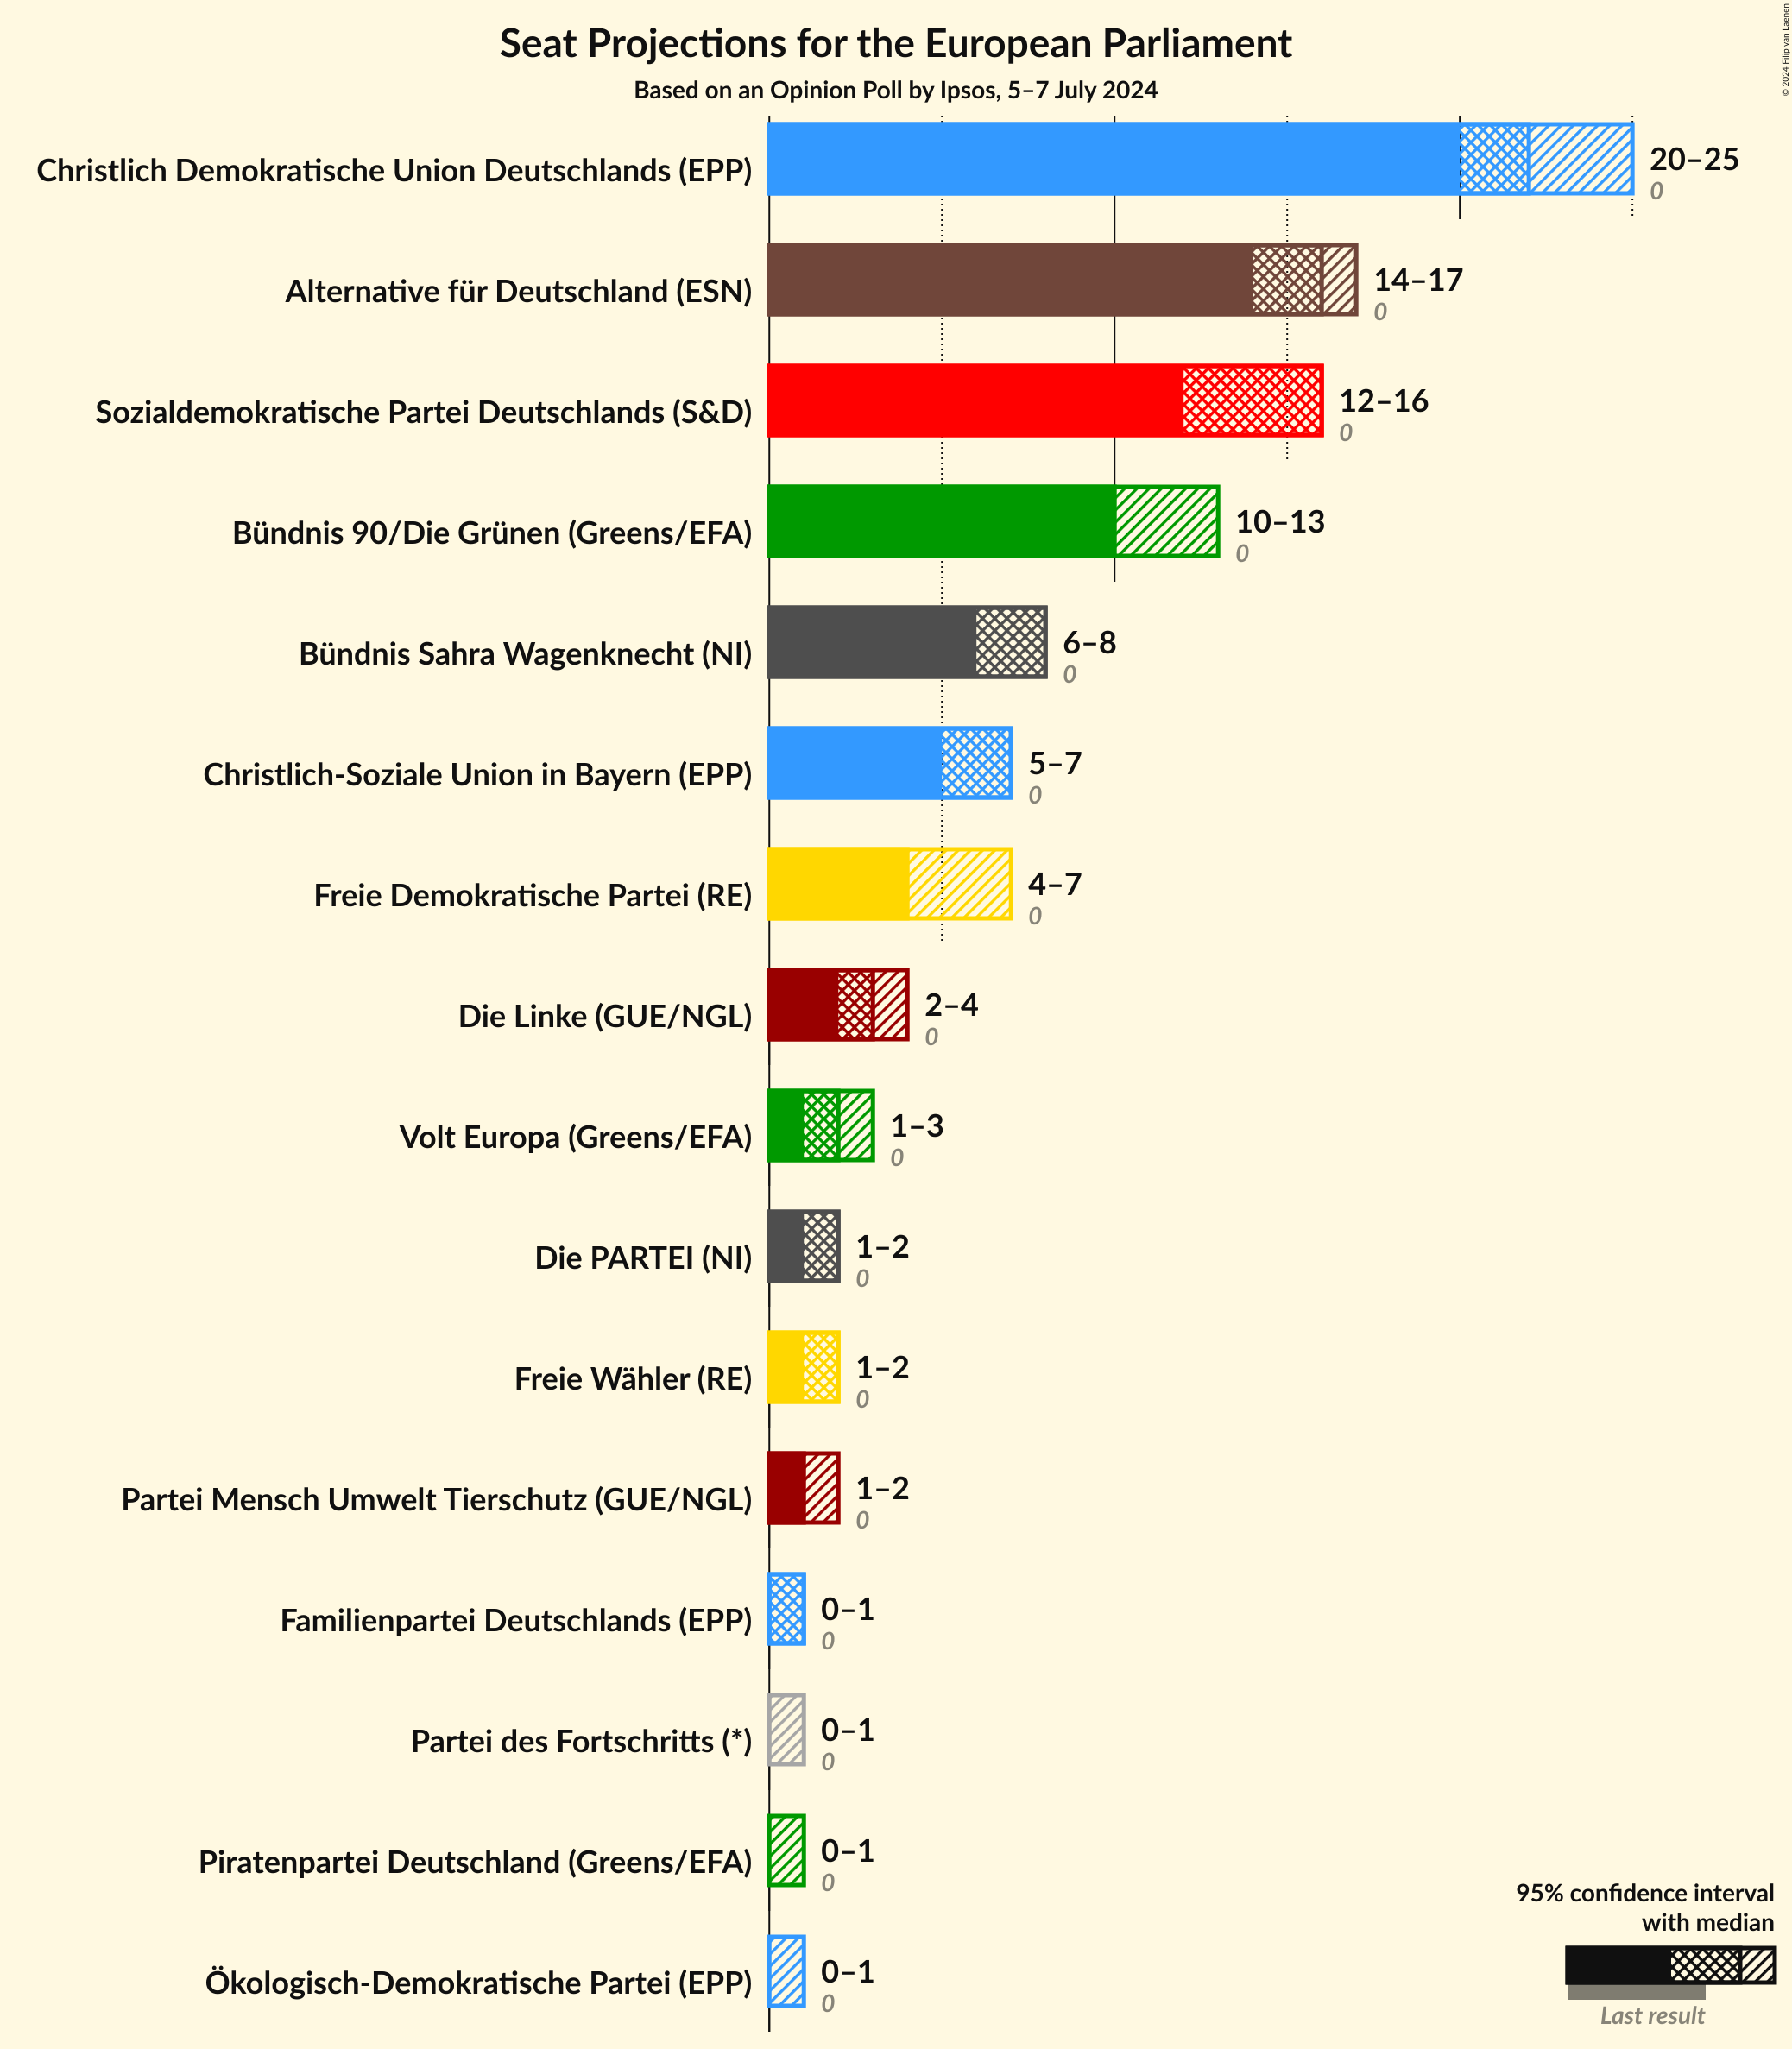 Seat Projections for the European Parliament
Based on an Opinion Poll by Ipsos, 5–7 July 2024
© 2024 Filip van Laenen
Christlich Demokratische Union Deutschlands (EPP)
20–25
0
Alternative für Deutschland (ESN)
14–17
0
Sozialdemokratische Partei Deutschlands (S&D)
12–16
0
Bündnis 90/Die Grünen (Greens/EFA)
10–13
0
Bündnis Sahra Wagenknecht (NI)
6–8
0
Christlich-Soziale Union in Bayern (EPP)
5–7
0
Freie Demokratische Partei (RE)
4–7
0
Die Linke (GUE/NGL)
2–4
0
Volt Europa (Greens/EFA)
1–3
0
Die PARTEI (NI)
1–2
0
Freie Wähler (RE)
1–2
0
Partei Mensch Umwelt Tierschutz (GUE/NGL)
1–2
0
Familienpartei Deutschlands (EPP)
0–1
0
Partei des Fortschritts (*)
0–1
0
Piratenpartei Deutschland (Greens/EFA)
0–1
0
Ökologisch-Demokratische Partei (EPP)
0–1
0
95% confidence interval
with median
Last result